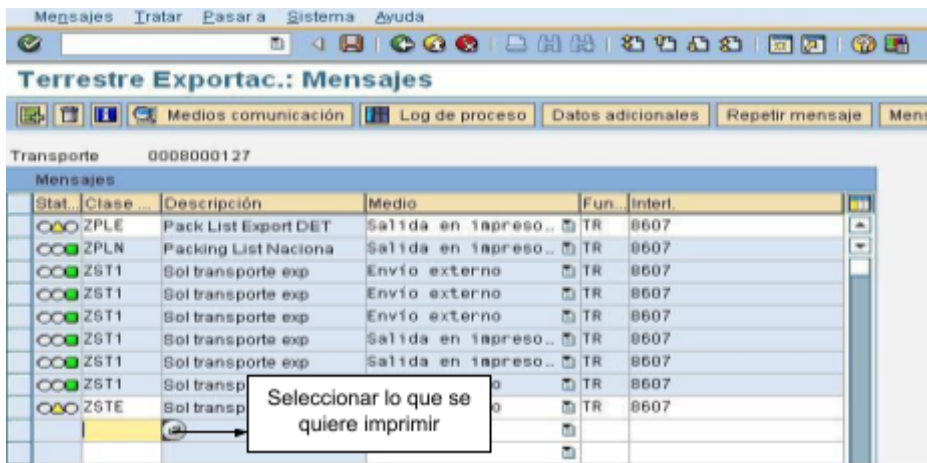 Mensajes Tratar Pasar a Sistema Ayuda
Terrestre Exportac.: Mensajes
Medios comunicación Log de proceso Datos adicionales Repetir mensaje Mens
Transporte 0008000127
Mensajes
Stat... Clase ... Descripción Medio Fun... Interl.
ZPLE Pack List Export DET Salida en impreso.. TR 8607
ZPLN Packing List Naciona Salida en impreso.. TR 8607
ZST1 Sol transporte exp Envío externo TR 8607
ZST1 Sol transporte exp Envío externo TR 8607
ZST1 Sol transporte exp Envío externo TR 8607
ZST1 Sol transporte exp Salida en impreso.. TR 8607
ZST1 Sol transporte exp Salida en impreso.. TR 8607
ZST1 Sol transp o TR 8607
ZSTE Sol transp o TR 8607
Seleccionar lo que se
quiere imprimir